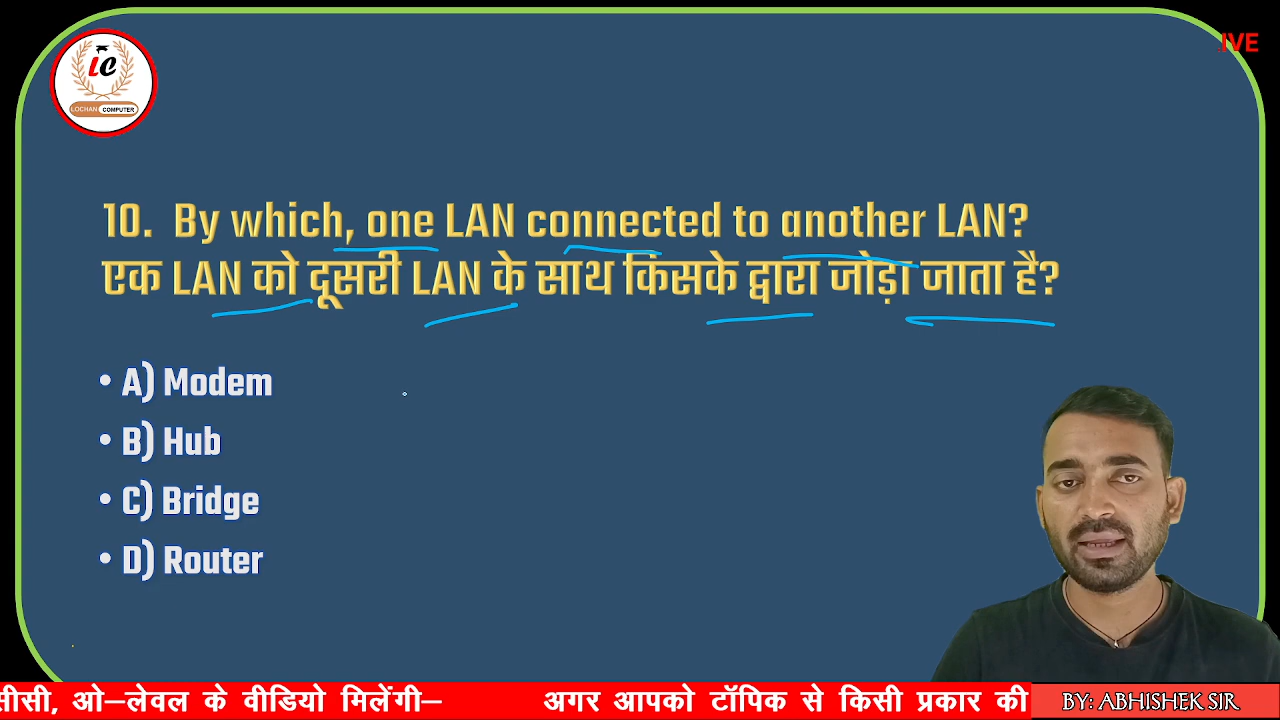 IVE
LC
LOCHAN COMPUTER
10. By which, one LAN connected to another LAN?
एक LAN को दूसरी LAN के साथ किसके द्वारा जोड़ा जाता है?
• A) Modem
• B) Hub
• C) Bridge
• D) Router
सीसी, ओ–लेवल के वीडियो मिलेंगी– अगर आपको टॉपिक से किसी प्रकार की
BY: ABHISHEK SIR